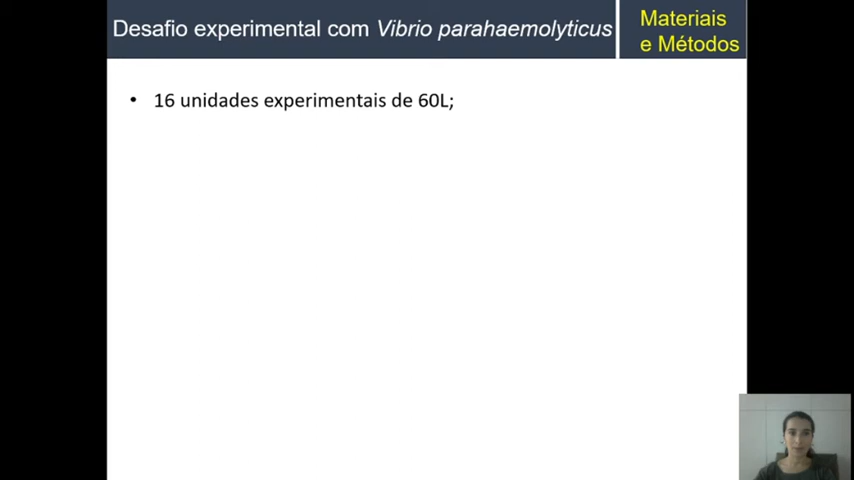 Desafio experimental com Vibrio parahaemolyticus
Materiais
e Métodos
• 16 unidades experimentais de 60L;